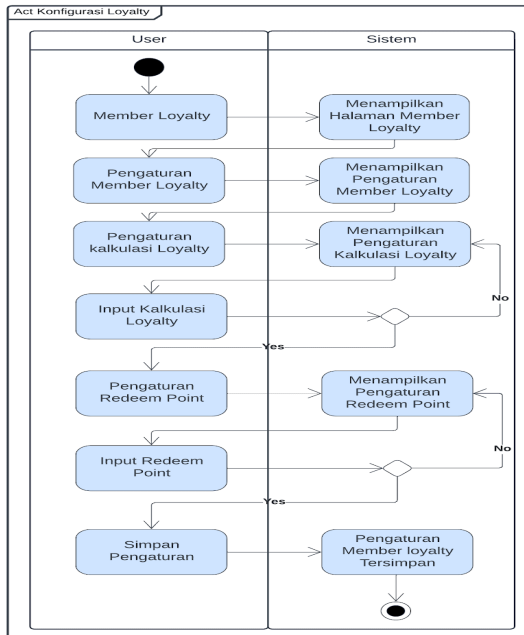 Act Konfigurasi Loyalty
User
Sistem
Member Loyalty
Menampilkan
Halaman Member
Loyalty
Pengaturan
Member Loyalty
Menampilkan
Pengaturan
Member Loyalty
Pengaturan
kalkulasi Loyalty
Menampilkan
Pengaturan
Kalkulasi Loyalty
Input Kalkulasi
Loyalty
No
Yes
Pengaturan
Redeem Point
Menampilkan
Pengaturan
Redeem Point
Input Redeem
Point
No
Yes
Simpan
Pengaturan
Pengaturan
Member loyalty
Tersimpan